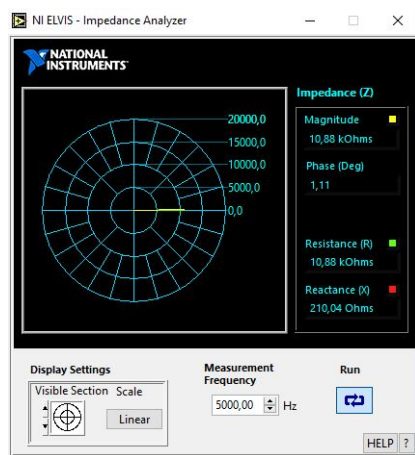 NI ELVIS - Impedance Analyzer
NATIONAL
INSTRUMENTS
20000,0
15000,0
10000,0
5000,0
0,0
Impedance (Z)
Magnitude
10,88 kOhms
Phase (Deg)
1,11
Resistance (R)
10,88 kOhms
Reactance (X)
210,04 Ohms
Display Settings
Visible Section Scale
Linear
Measurement
Frequency
5000,00 Hz
Run
HELP ?